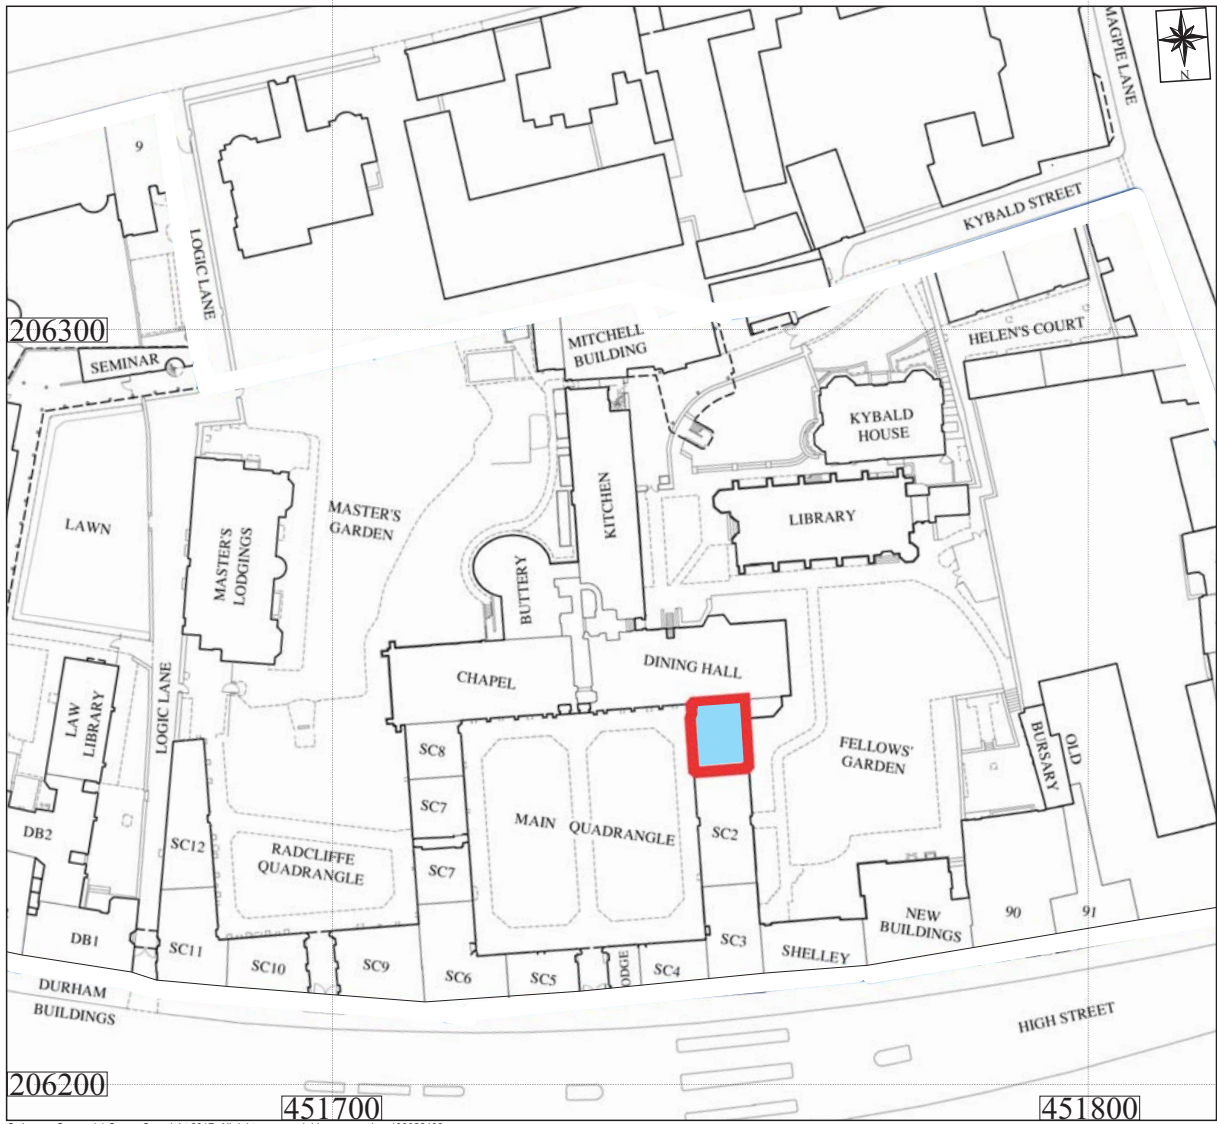 MAGPIE LANE
N
9
KYBALD STREET
LOGIC LANE
206300
MITCHELL
BUILDING
HELEN'S COURT
SEMINAR
KYBALD
HOUSE
LAWN
MASTER'S
GARDEN
KITCHEN
LIBRARY
MASTER'S
LODGINGS
BUTTERY
CHAPEL
DINING HALL
LAW
LIBRARY
LOGIC LANE
SC8
FELLOWS'
GARDEN
OLD
BURSARY
SC7
MAIN QUADRANGLE
SC2
DB2
SC12
RADCLIFFE
QUADRANGLE
SC7
NEW
BUILDINGS
90
91
DB1
SC11
SC10
SC9
SC6
SC5
SC4
SC3
SHELLEY
DURHAM
BUILDINGS
HIGH STREET
206200
451700
451800